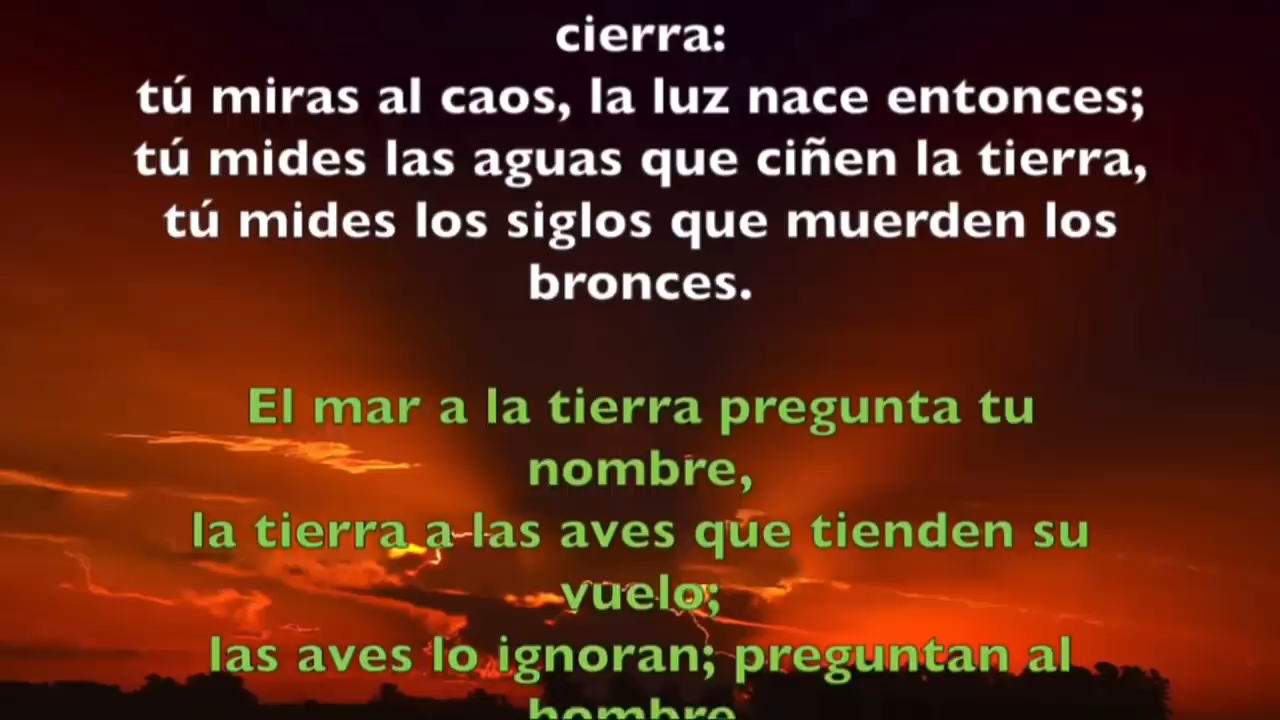 cierra:
tú miras al caos, la luz nace entonces;
tú mides las aguas que ciñen la tierra,
tú mides los siglos que muerden los
bronces.
El mar a la tierra pregunta tu
nombre,
la tierra a las aves que tienden su
vuelo;
las aves lo ignoran; preguntan al
hombre